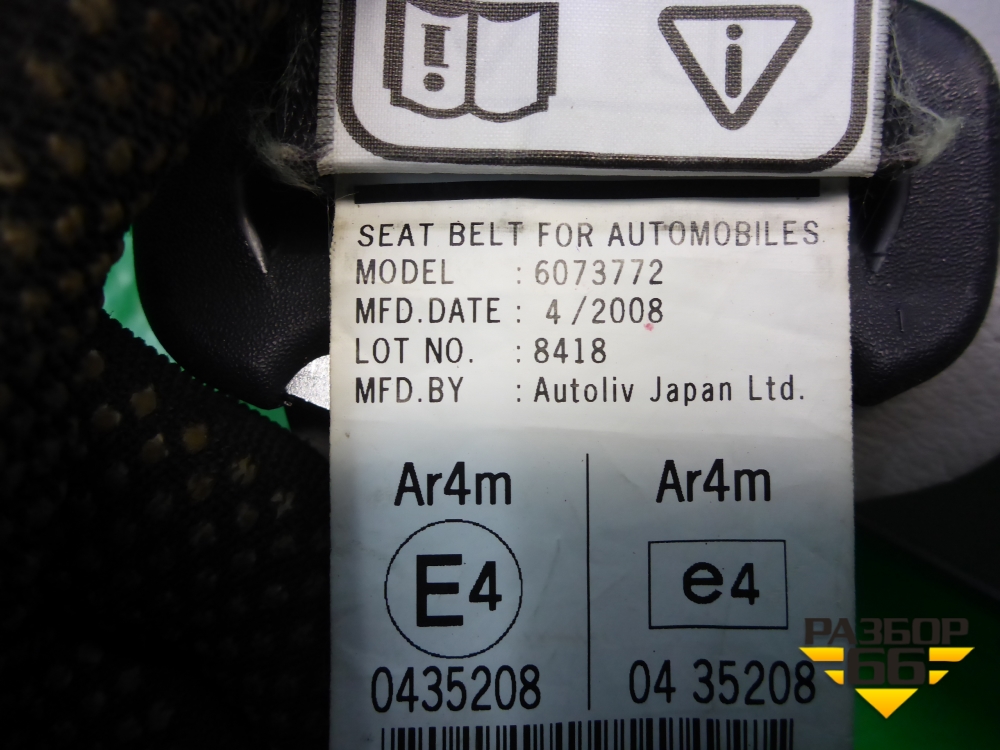 SEAT BELT FOR AUTOMOBILES
MODEL : 6073772
MFD.DATE : 4/2008
LOT NO. : 8418
MFD.BY : Autoliv Japan Ltd.
Ar4m Ar4m
E4 e4
0435208 04 35208
РАЗБОР
66